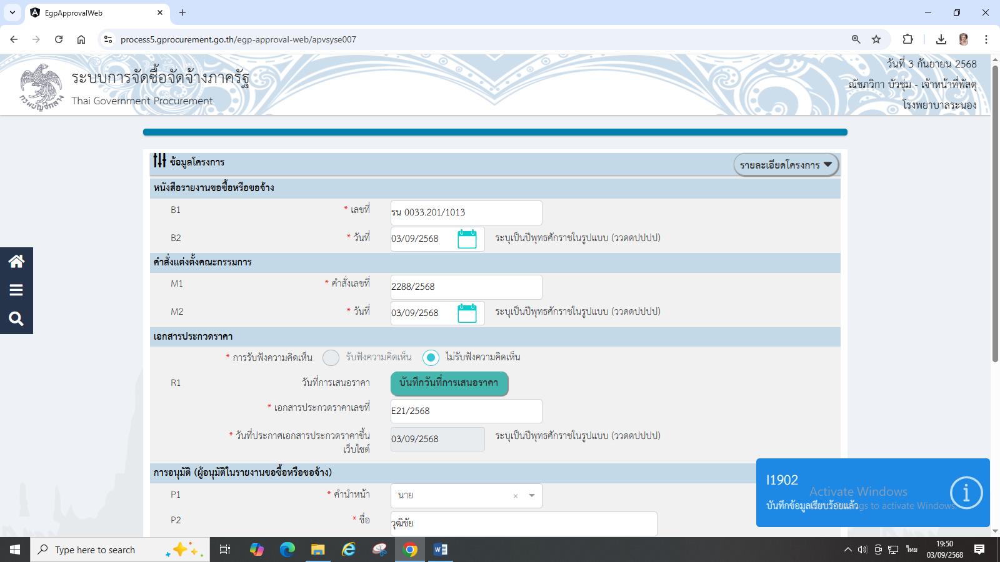 EgpApprovalWeb
process5.gprocurement.go.th/egp-approval-web/apvsyse007
วันที่ 3 กันยายน 2568
ระบบการจัดซื้อจัดจ้างภาครัฐ
Thai Government Procurement
ณัชภวิกา บัวชุ่ม - เจ้าหน้าที่พัสดุ
โรงพยาบาลระนอง
กรมบัญชีกลาง
ข้อมูลโครงการ
รายละเอียดโครงการ
หนังสือรายงานขอซื้อหรือขอจ้าง
B1 * เลขที่ รน 0033.201/1013
B2 * วันที่ 03/09/2568 ระบุเป็นปีพุทธศักราชในรูปแบบ (ววดดปปปป)
คำสั่งแต่งตั้งคณะกรรมการ
M1 * คำสั่งเลขที่ 2288/2568
M2 * วันที่ 03/09/2568 ระบุเป็นปีพุทธศักราชในรูปแบบ (ววดดปปปป)
เอกสารประกวดราคา
* การรับฟังความคิดเห็น รับฟังความคิดเห็น ไม่รับฟังความคิดเห็น
R1 วันที่การเสนอราคา บันทึกวันที่การเสนอราคา
* เอกสารประกวดราคาเลขที่ E21/2568
* วันที่ประกาศเอกสารประกวดราคาขึ้น 03/09/2568 ระบุเป็นปีพุทธศักราชในรูปแบบ (ววดดปปปป)
เว็บไซต์
การอนุมัติ (ผู้อนุมัติในรายงานขอซื้อหรือขอจ้าง)
P1 * คำนำหน้า นาย ×
P2 * ชื่อ วุฒิชัย
I1902
บันทึกข้อมูลเรียบร้อยแล้ว
Activate Windows
gs to activate Windows.
Type here to search
ไทย
19:50
03/09/2568